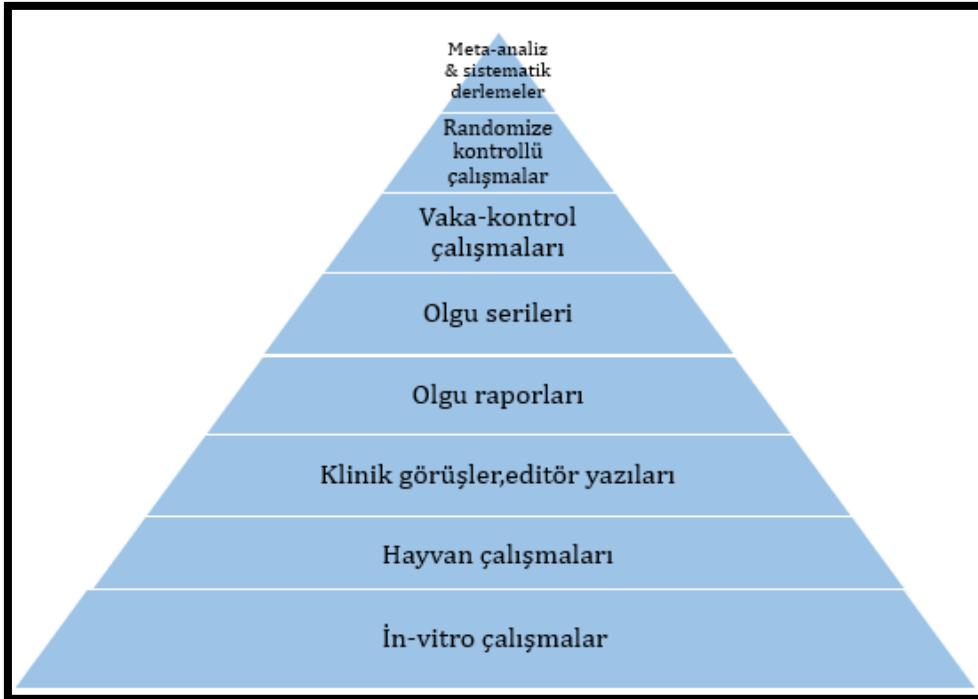 Meta-analiz
& sistematik
derlemeler
Randomize
kontrollü
çalışmalar
Vaka-kontrol
çalışmaları
Olgu serileri
Olgu raporları
Klinik görüşler,editör yazıları
Hayvan çalışmaları
İn-vitro çalışmalar